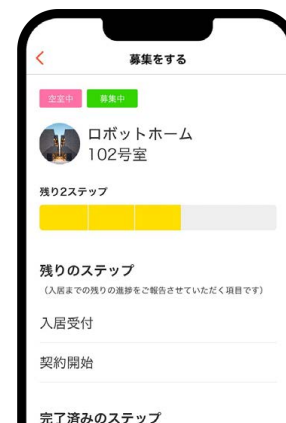 募集をする
空室中 募集中
ロボットホーム
102号室
残り2ステップ
残りのステップ
(入居までの残りの進捗をご報告させていただく項目です)
入居受付
契約開始
完了済みのステップ